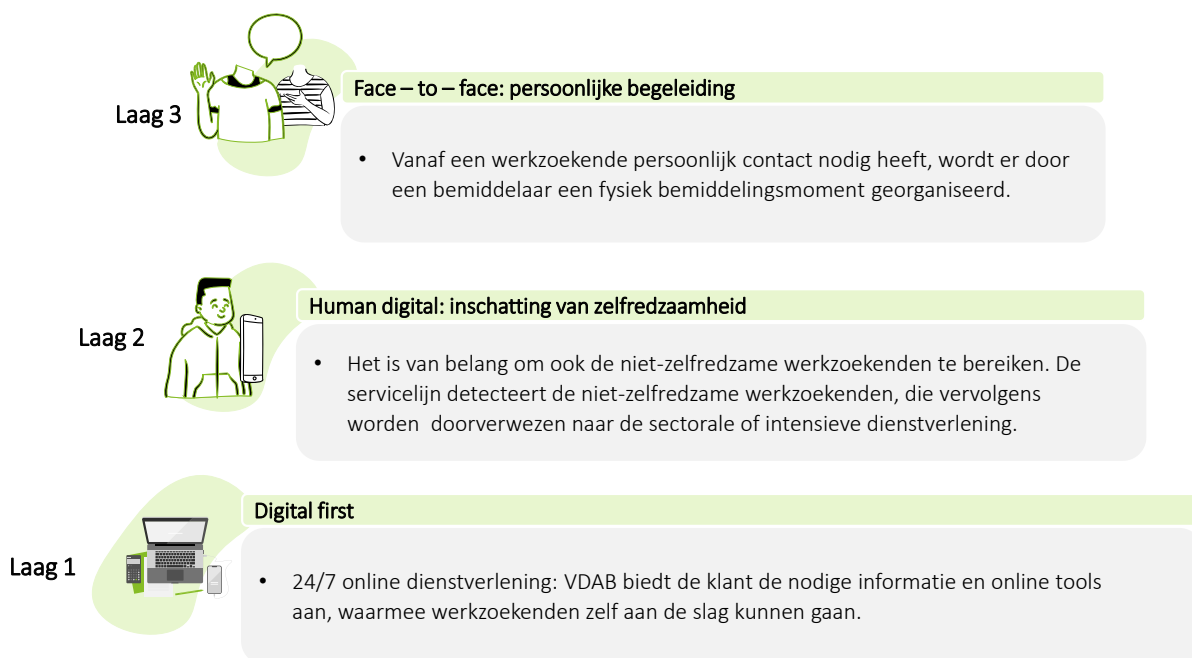 Laag 3
Face – to – face: persoonlijke begeleiding
• Vanaf een werkzoekende persoonlijk contact nodig heeft, wordt er door
een bemiddelaar een fysiek bemiddelingsmoment georganiseerd.
Laag 2
Human digital: inschatting van zelfredzaamheid
• Het is van belang om ook de niet-zelfredzame werkzoekenden te bereiken. De
servicelijn detecteert de niet-zelfredzame werkzoekenden, die vervolgens
worden doorverwezen naar de sectorale of intensieve dienstverlening.
Laag 1
Digital first
• 24/7 online dienstverlening: VDAB biedt de klant de nodige informatie en online tools
aan, waarmee werkzoekenden zelf aan de slag kunnen gaan.